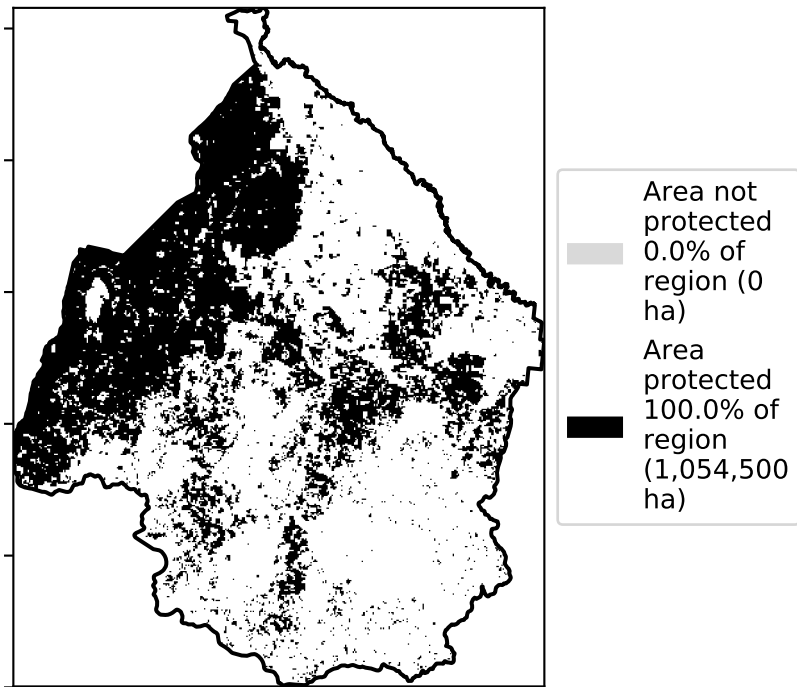 Area not
protected
0.0% of
region (0
ha)
Area
protected
100.0% of
region
(1,054,500
ha)